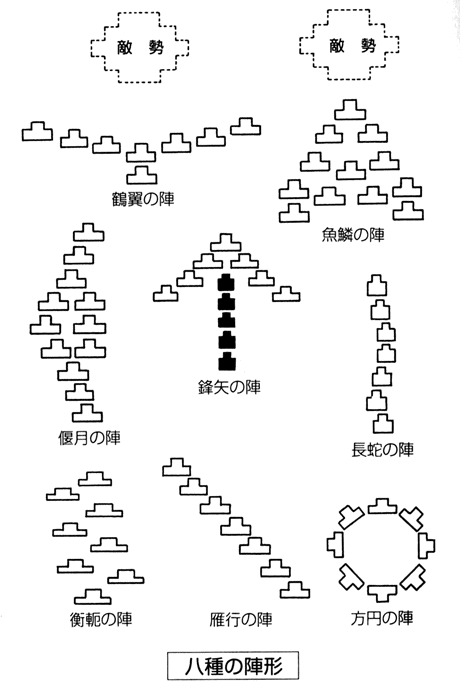 敵 勢
敵 勢
鶴翼の陣
魚鱗の陣
偃月の陣
鋒矢の陣
長蛇の陣
衡軛の陣
雁行の陣
方円の陣
八種の陣形